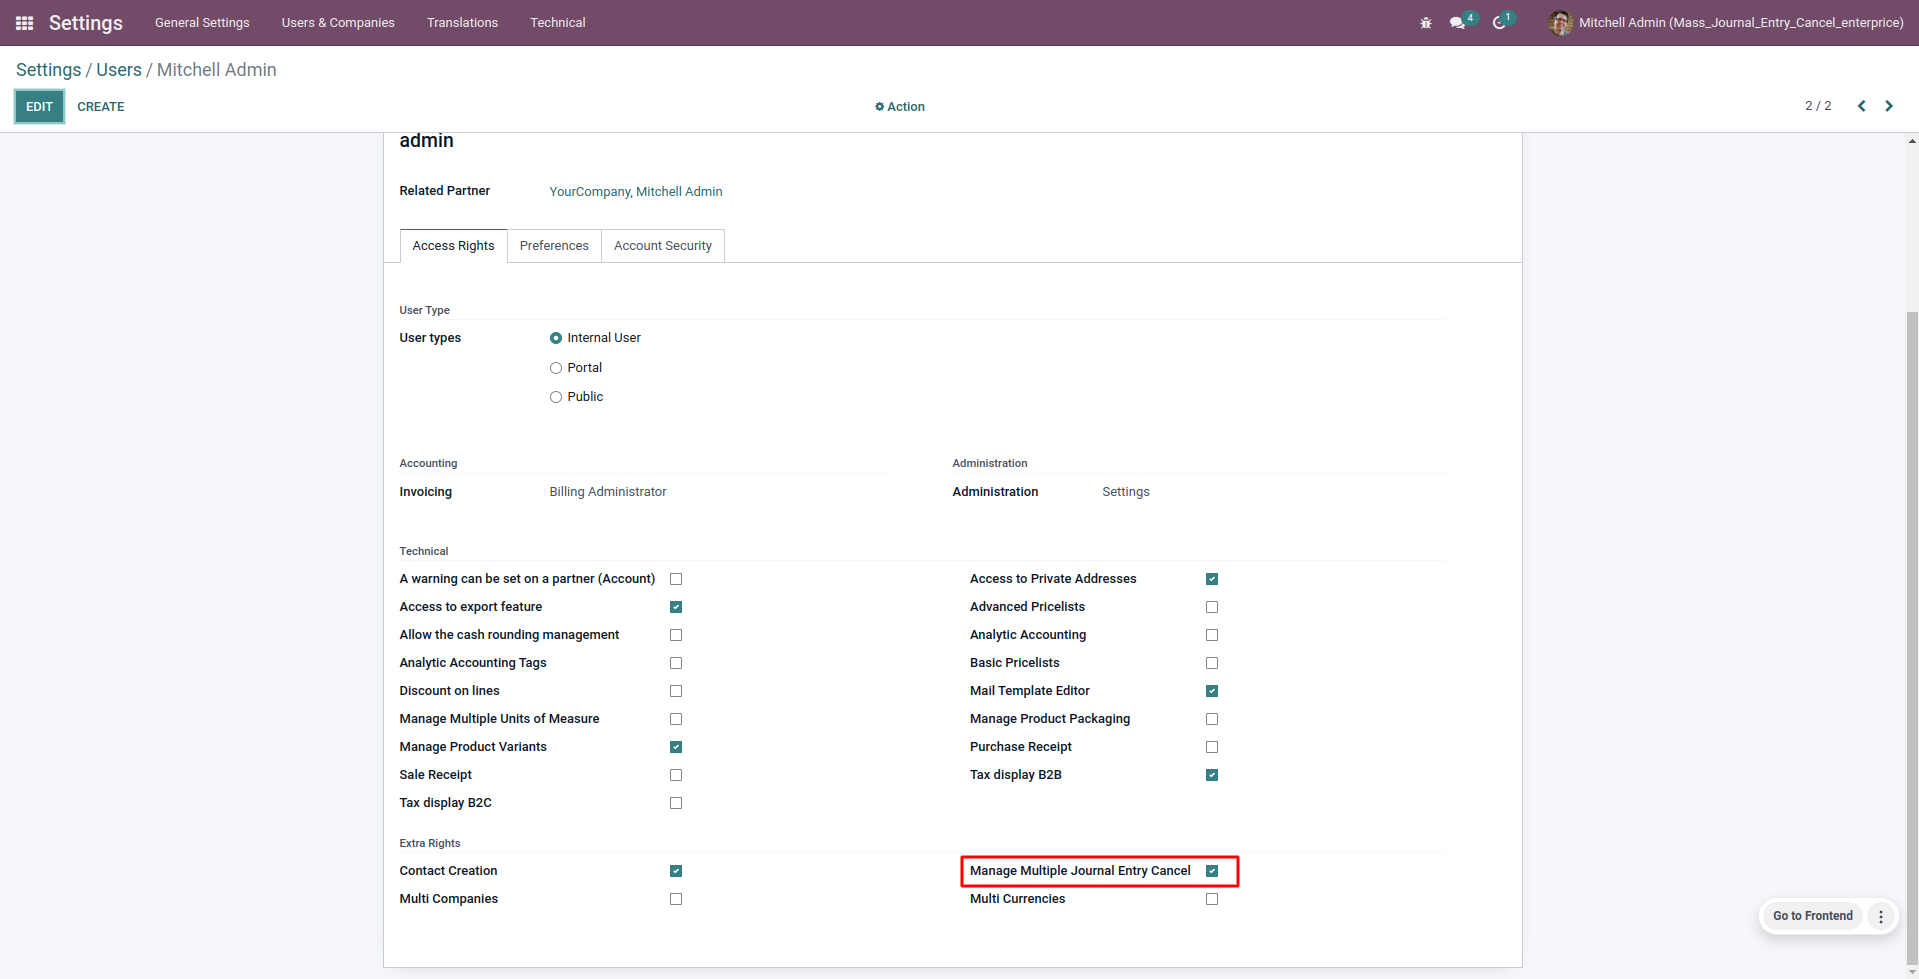 Settings General Settings Users & Companies Translations Technical 4 1 Mitchell Admin (Mass_Journal_Entry_Cancel_enterprice)
Settings / Users / Mitchell Admin
EDIT CREATE Action 2 / 2
admin
Related Partner YourCompany, Mitchell Admin
Access Rights Preferences Account Security
User Type
User types Internal User
Portal
Public
Accounting Administration
Invoicing Billing Administrator Administration Settings
Technical
A warning can be set on a partner (Account) Access to Private Addresses
Access to export feature Advanced Pricelists
Allow the cash rounding management Analytic Accounting
Analytic Accounting Tags Basic Pricelists
Discount on lines Mail Template Editor
Manage Multiple Units of Measure Manage Product Packaging
Manage Product Variants Purchase Receipt
Sale Receipt Tax display B2B
Tax display B2C
Extra Rights
Contact Creation Manage Multiple Journal Entry Cancel
Multi Companies Multi Currencies
Go to Frontend